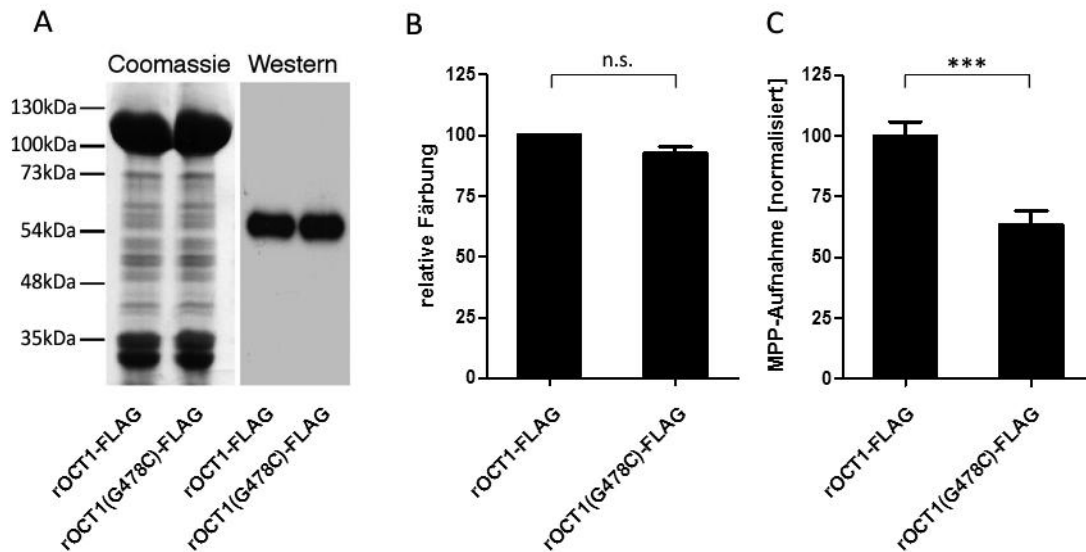 A
Coomassie Western
130kDa
100kDa
73kDa
54kDa
48kDa
35kDa
rOCT1-FLAG
rOCT1(G478C)-FLAG
rOCT1-FLAG
rOCT1(G478C)-FLAG
B
n.s.
relative Färbung
125
100
75
50
25
0
rOCT1-FLAG
rOCT1(G478C)-FLAG
C
***
MPP-Aufnahme [normalisiert]
125
100
75
50
25
0
rOCT1-FLAG
rOCT1(G478C)-FLAG